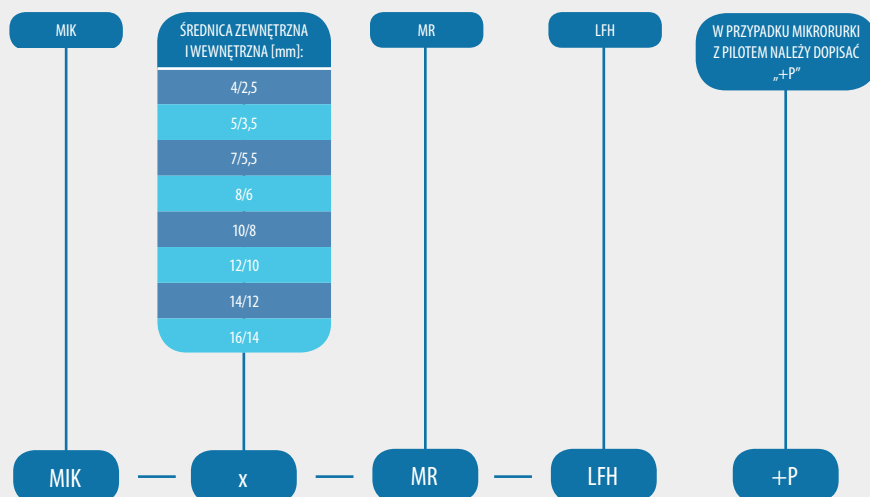 MIK
ŚREDNICA ZEWNĘTRZNA
I WEWNĘTRZNA [mm]:
4/2,5
5/3,5
7/5,5
8/6
10/8
12/10
14/12
16/14
MR
LFH
W PRZYPADKU MIKRORURKI
Z PILOTEM NALEŻY DOPISAĆ
„+P”
MIK — x — MR — LFH +P